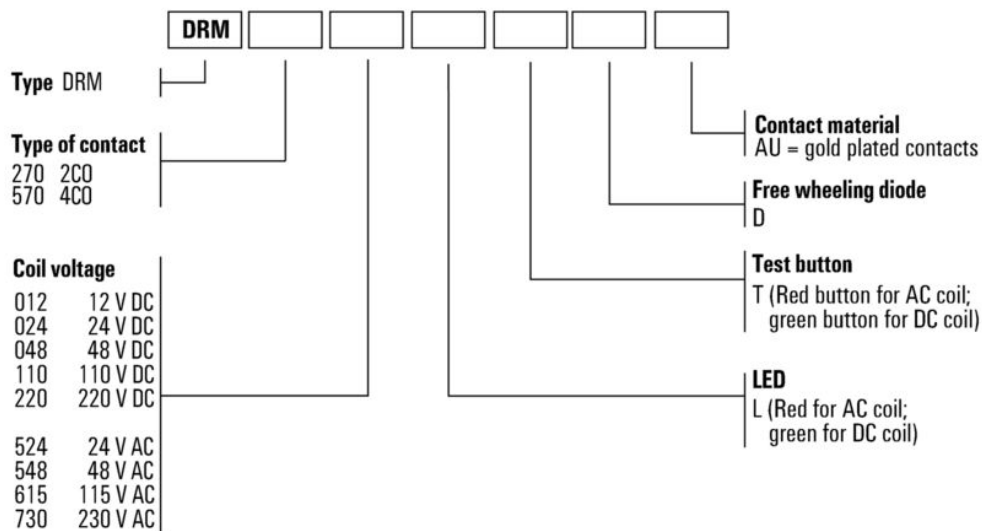 DRM
Type DRM
Type of contact
270 2CO
570 4CO
Coil voltage
012 12 V DC
024 24 V DC
048 48 V DC
110 110 V DC
220 220 V DC
524 24 V AC
548 48 V AC
615 115 V AC
730 230 V AC
Contact material
AU = gold plated contacts
Free wheeling diode
D
Test button
T (Red button for AC coil;
green button for DC coil)
LED
L (Red for AC coil;
green for DC coil)